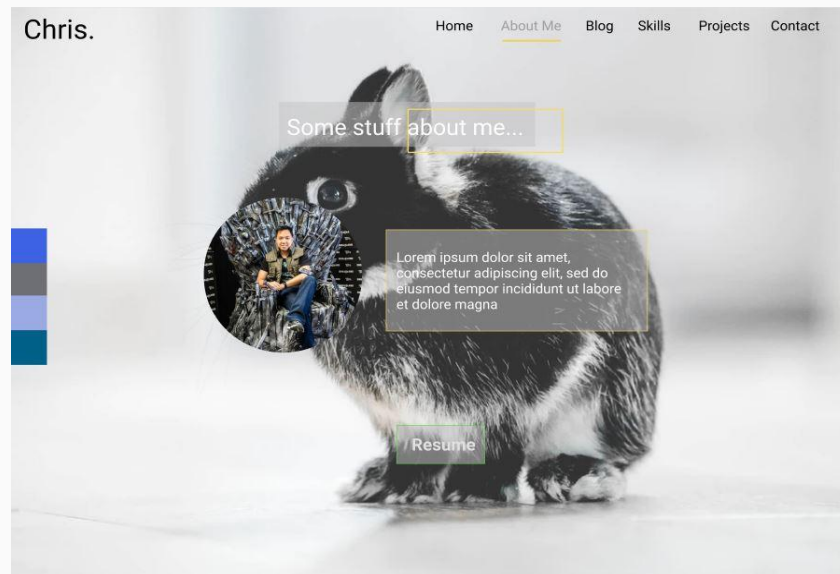 Chris.
Home About Me Blog Skills Projects Contact
Some stuff about me...
Lorem ipsum dolor sit amet,
consectetur adipiscing elit, sed do
eiusmod tempor incididunt ut labore
et dolore magna
Resume